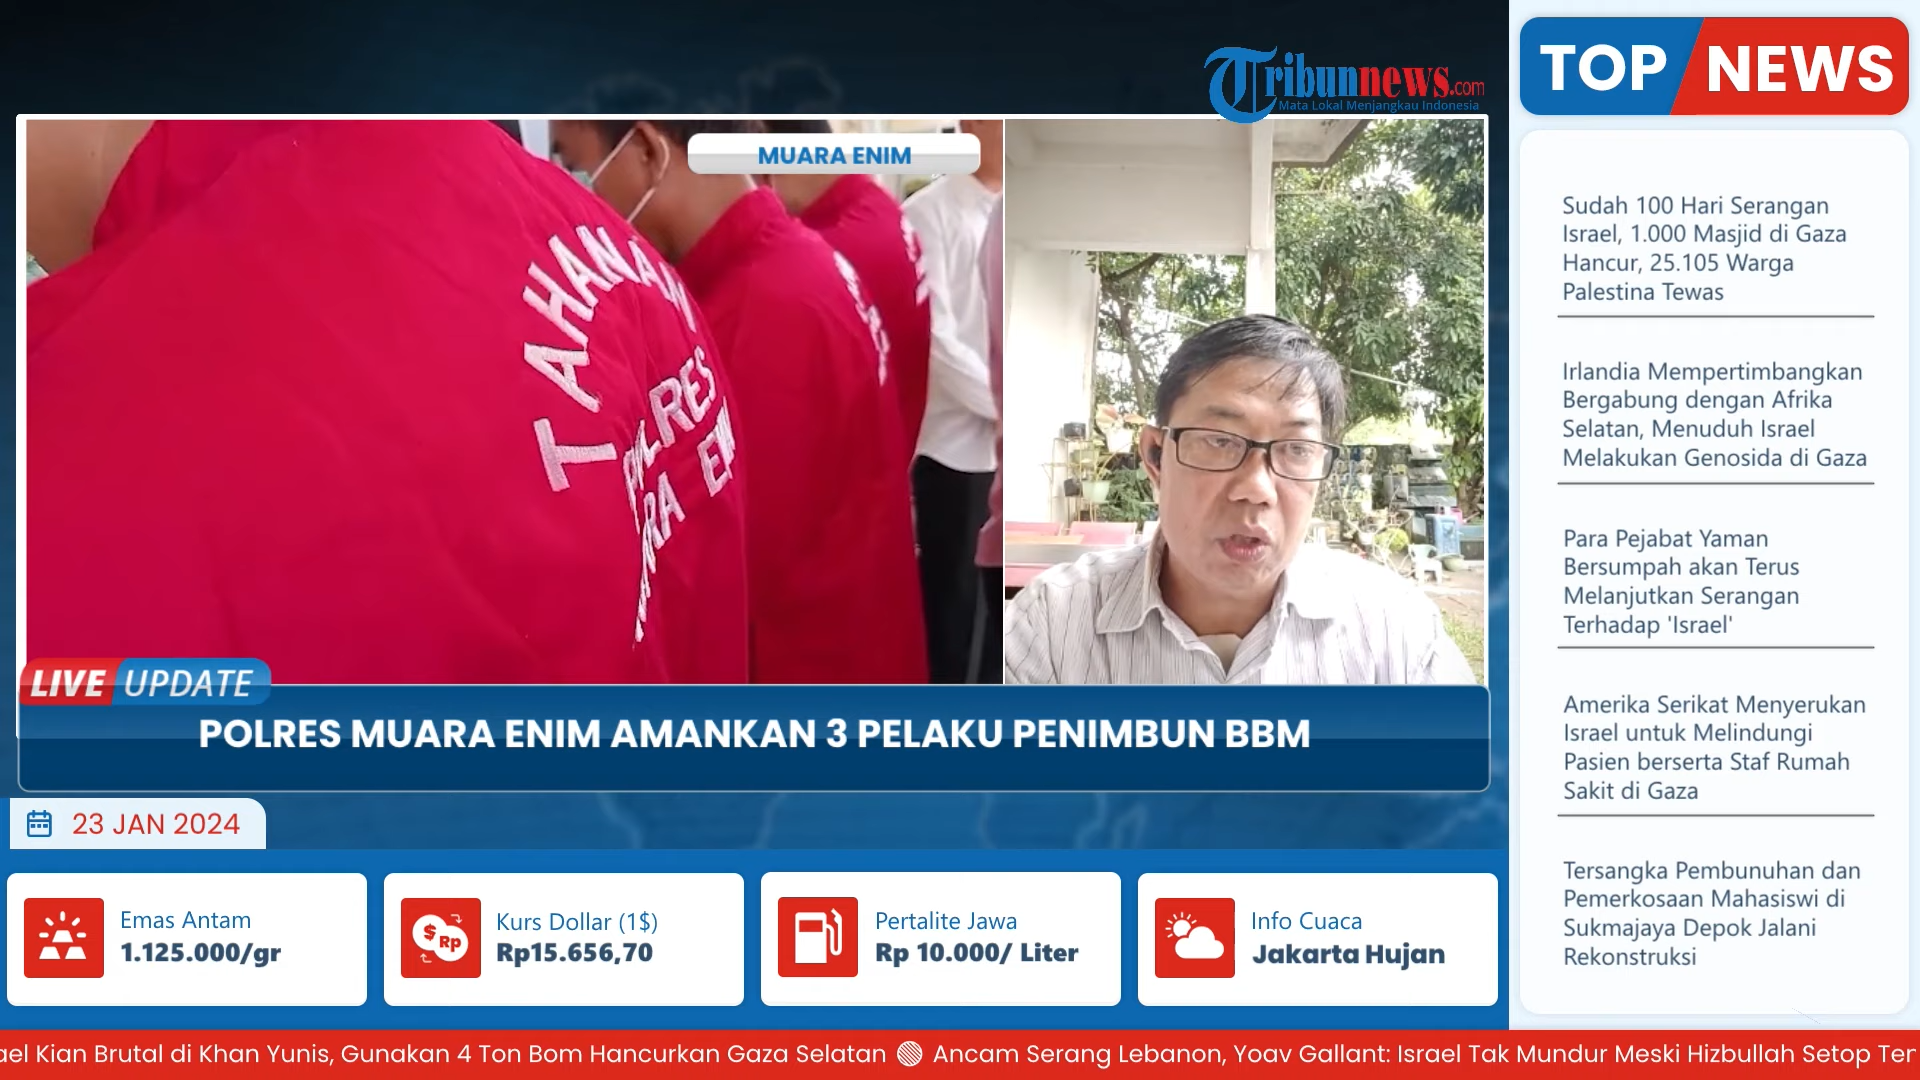 Tribunnews.com
Mata Lokal Menjangkau Indonesia
MUARA ENIM
TAHANAN
POLRES
MUARA ENIM
LIVE UPDATE
POLRES MUARA ENIM AMANKAN 3 PELAKU PENIMBUN BBM
23 JAN 2024
Emas Antam
1.125.000/gr
Kurs Dollar (1$)
Rp15.656,70
Pertalite Jawa
Rp 10.000/ Liter
Info Cuaca
Jakarta Hujan
TOP NEWS
Sudah 100 Hari Serangan
Israel, 1.000 Masjid di Gaza
Hancur, 25.105 Warga
Palestina Tewas
Irlandia Mempertimbangkan
Bergabung dengan Afrika
Selatan, Menuduh Israel
Melakukan Genosida di Gaza
Para Pejabat Yaman
Bersumpah akan Terus
Melanjutkan Serangan
Terhadap 'Israel'
Amerika Serikat Menyerukan
Israel untuk Melindungi
Pasien berserta Staf Rumah
Sakit di Gaza
Tersangka Pembunuhan dan
Pemerkosaan Mahasiswi di
Sukmajaya Depok Jalani
Rekonstruksi
ael Kian Brutal di Khan Yunis, Gunakan 4 Ton Bom Hancurkan Gaza Selatan Ancam Serang Lebanon, Yoav Gallant: Israel Tak Mundur Meski Hizbullah Setop